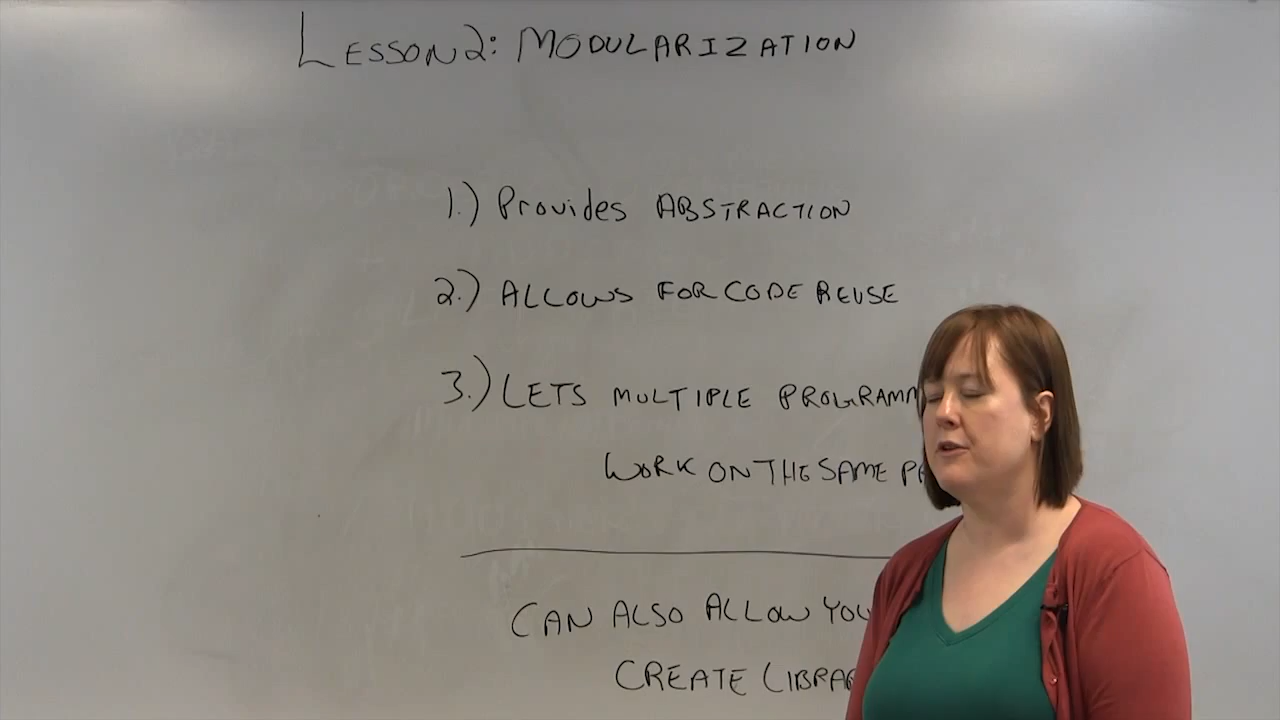 LESSON 2: MODULARIZATION
1.) Provides ABSTRACTION
2.) ALLOWS FOR CODE REUSE
3.) LETS MULTIPLE
WORK ON THE SAME
CAN ALSO ALLOW
CREATE